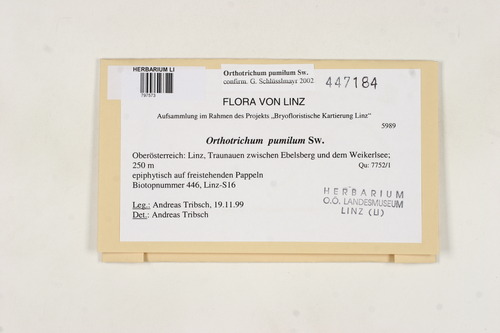 HERBARIUM LI
797573
Orthotrichum pumilum Sw.
confirm. G. Schlüsslmayr 2002
447184
FLORA VON LINZ
Aufsammlung im Rahmen des Projekts „Bryofloristische Kartierung Linz"
5989
Orthotrichum pumilum Sw.
Oberösterreich: Linz, Traunauen zwischen Ebelsberg und dem Weikerlsee;
250 m
Qu: 7752/1
epiphytisch auf freistehenden Pappeln
Biotopnummer 446, Linz-S16
Leg.: Andreas Tribsch, 19.11.99
Det.: Andreas Tribsch
HERBARIUM
O.Ö. LANDESMUSEUM
LINZ (LI)